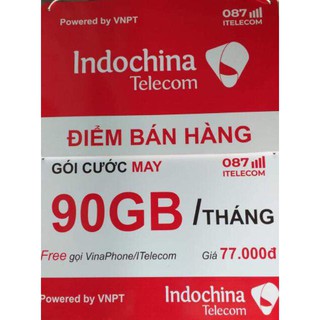 Powered by VNPT
087
ITELECOM
Indochina
Telecom
ĐIỂM BÁN HÀNG
GÓI CƯỚC MAY
087
ITELECOM
90GB /THÁNG
Free gọi VinaPhone/ITelecom Giá 77.000đ
Powered by VNPT
Indochina
Telecom